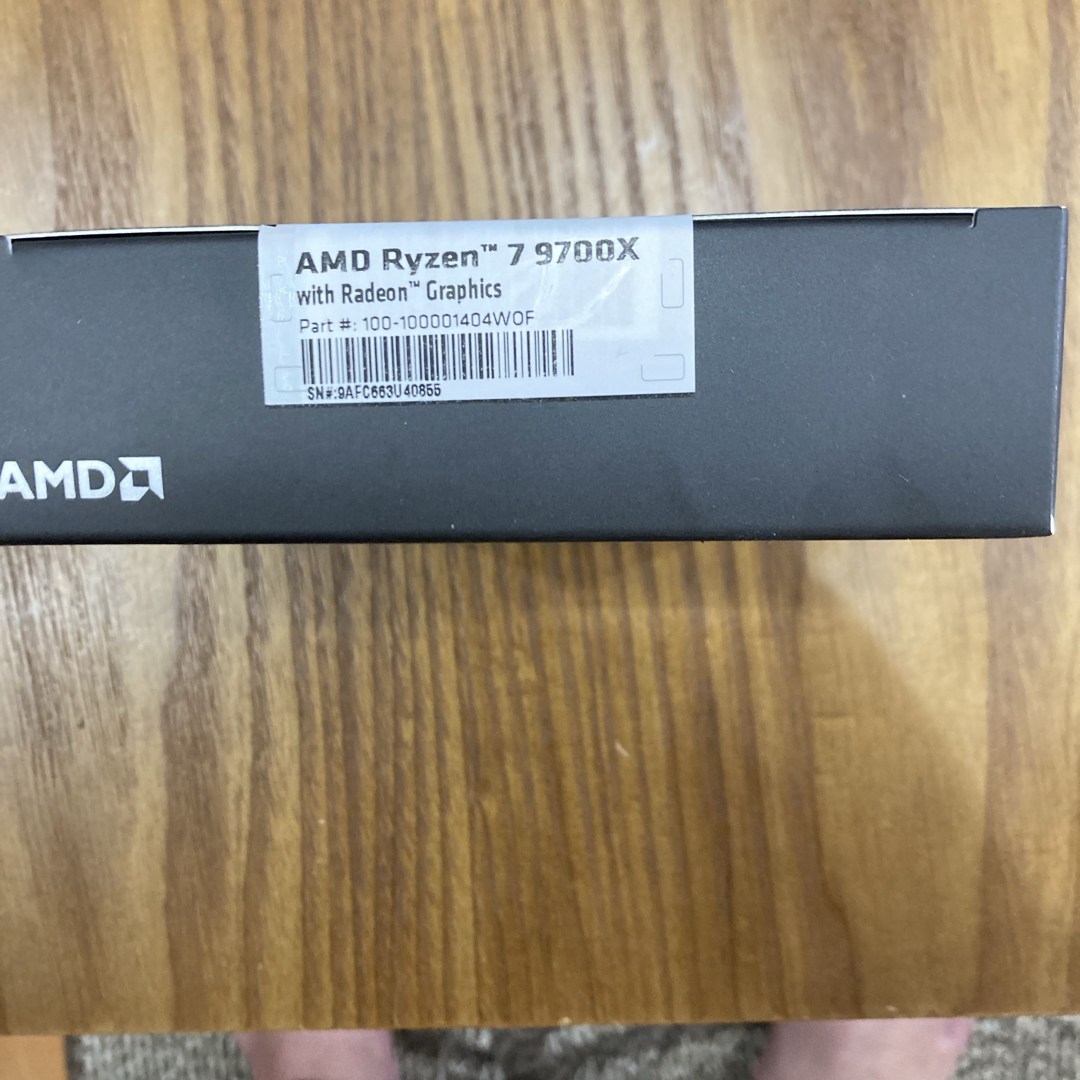 AMD Ryzen™ 7 9700X
with Radeon™ Graphics
Part #: 100-100001404WOF
SN#:9AFC663U40855
AMD